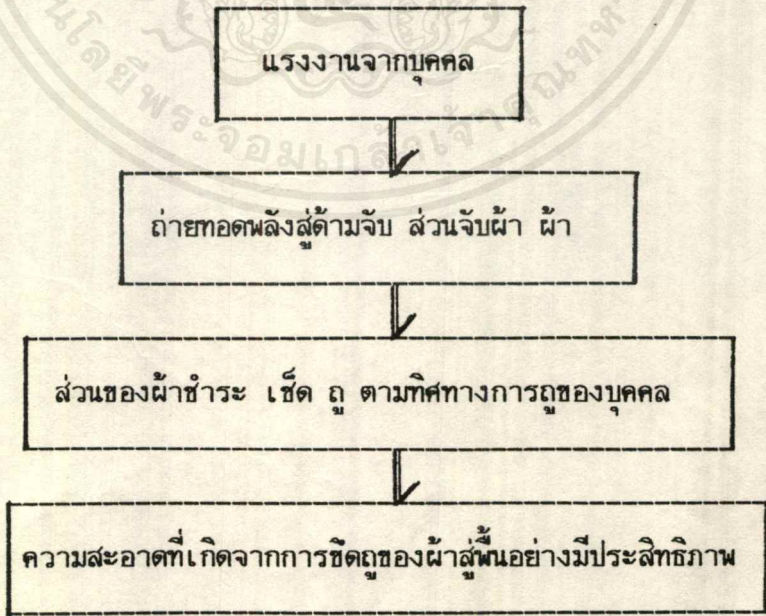 แรงงานจากบุคคล
ถ่ายทอดพลังสู่ด้ามจับ ส่วนจับผ้า ผ้า
ส่วนของผ้าชำระ เช็ด ถู ตามทิศทางการถูของบุคคล
ความสะอาดที่เกิดจากการขัดถูของผ้าสู่พื้นอย่างมีประสิทธิภาพ